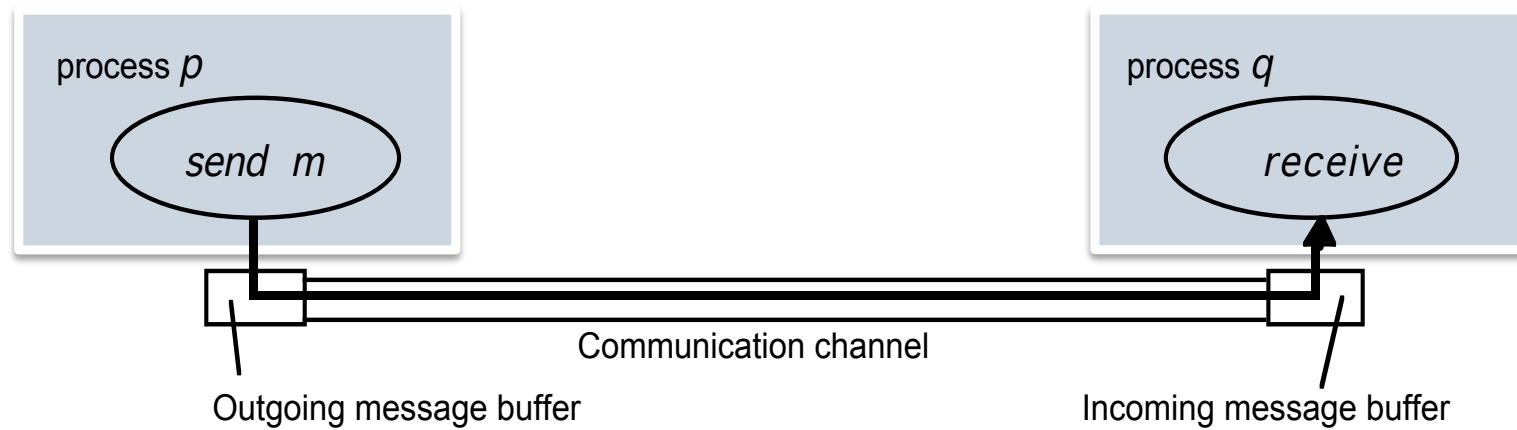 process p
process q
send m
receive
Communication channel
Outgoing message buffer
Incoming message buffer